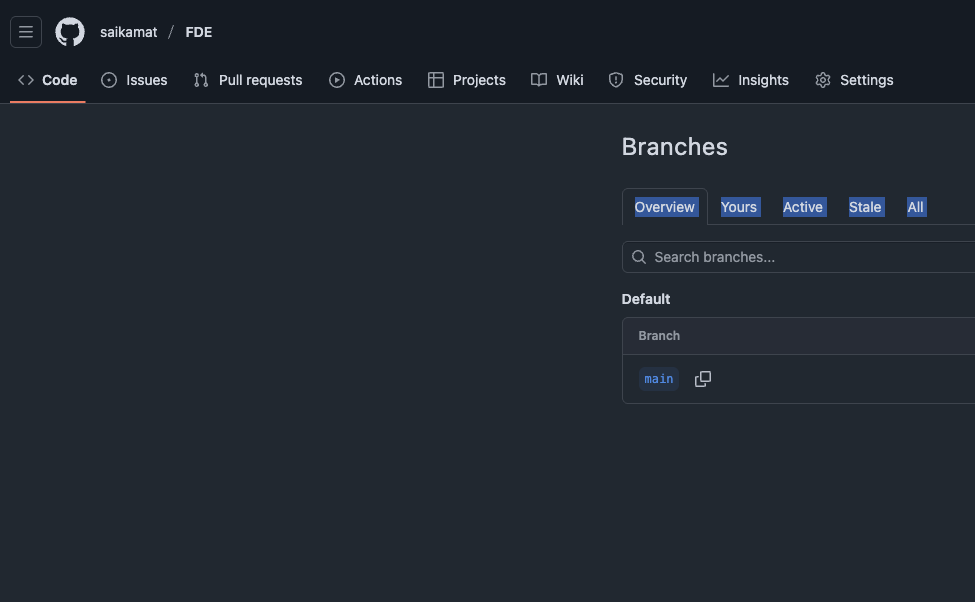 saikamat / FDE
Code Issues Pull requests Actions Projects Wiki Security Insights Settings
Branches
Overview Yours Active Stale All
Search branches...
Default
Branch
main